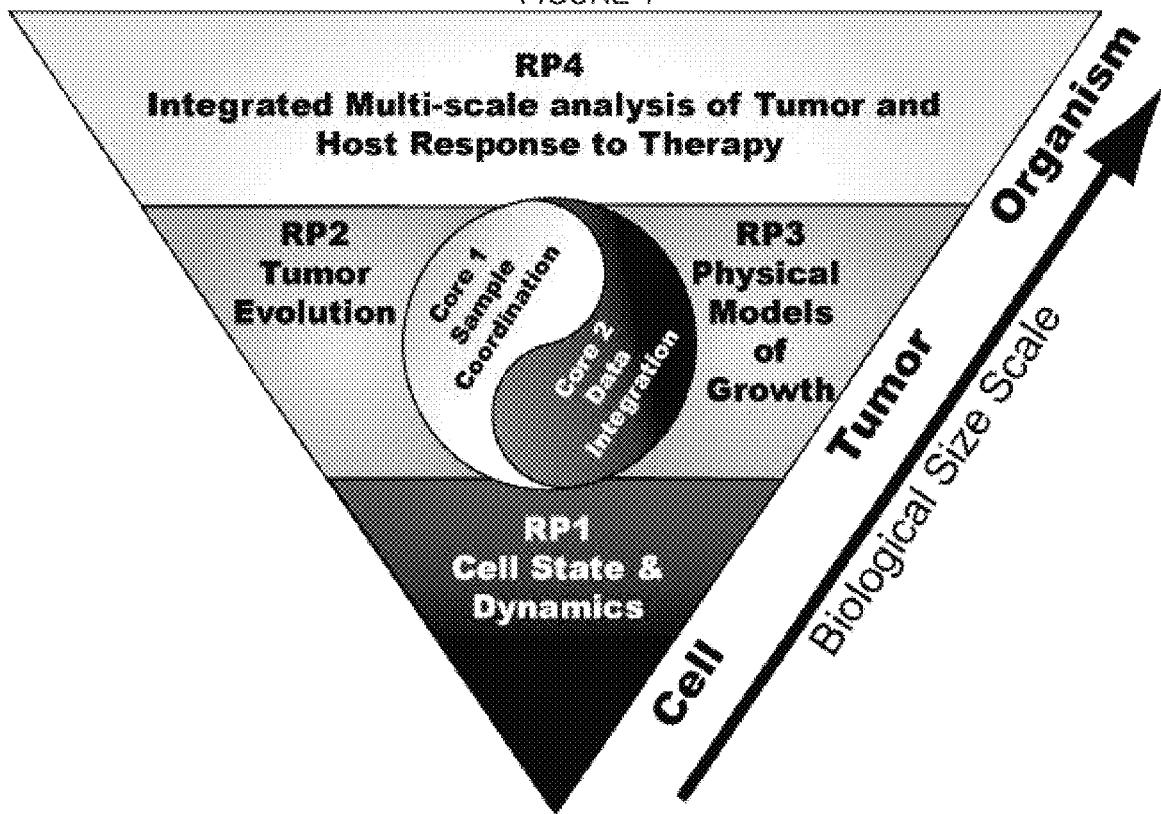 RP4
Integrated Multi-scale analysis of Tumor and
Host Response to Therapy
RP2
Tumor
Evolution
Core 1
Sample
Coordination
Core 2
Data
Integration
RP3
Physical
Models
of
Growth
RP1
Cell State &
Dynamics
Cell
Tumor
Organism
Biological Size Scale